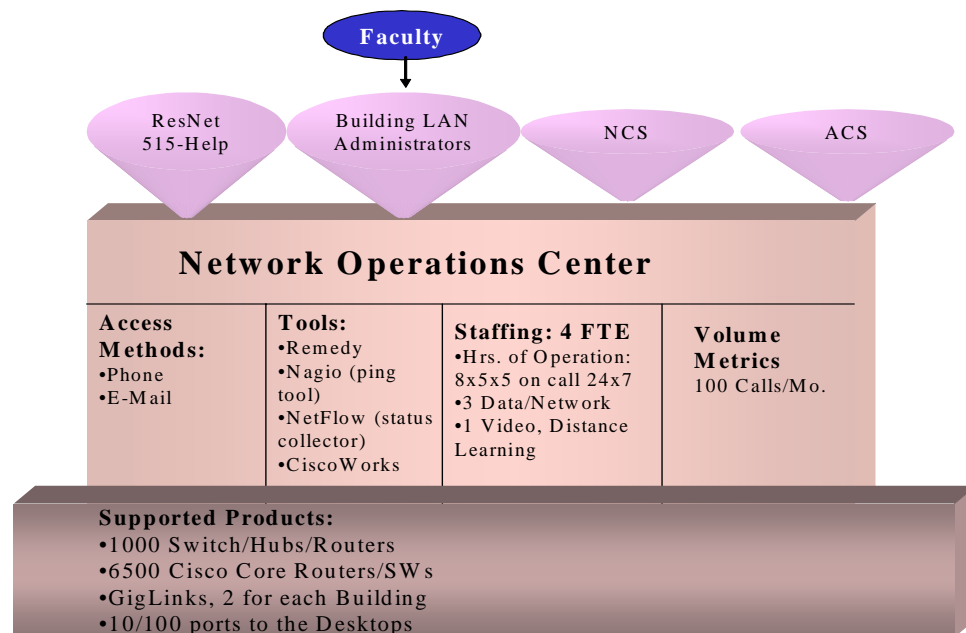 Faculty
ResNet
515-Help
Building LAN
Administrators
NCS
ACS
Network Operations Center
Access
Methods:
•Phone
•E-Mail
Tools:
•Remedy
•Nagio (ping
tool)
•NetFlow (status
collector)
•CiscoWorks
Staffing: 4 FTE
•Hrs. of Operation:
8x5x5 on call 24x7
•3 Data/Network
•1 Video, Distance
Learning
Volume
Metrics
100 Calls/Mo.
Supported Products:
•1000 Switch/Hubs/Routers
•6500 Cisco Core Routers/SWs
•GigLinks, 2 for each Building
•10/100 ports to the Desktops